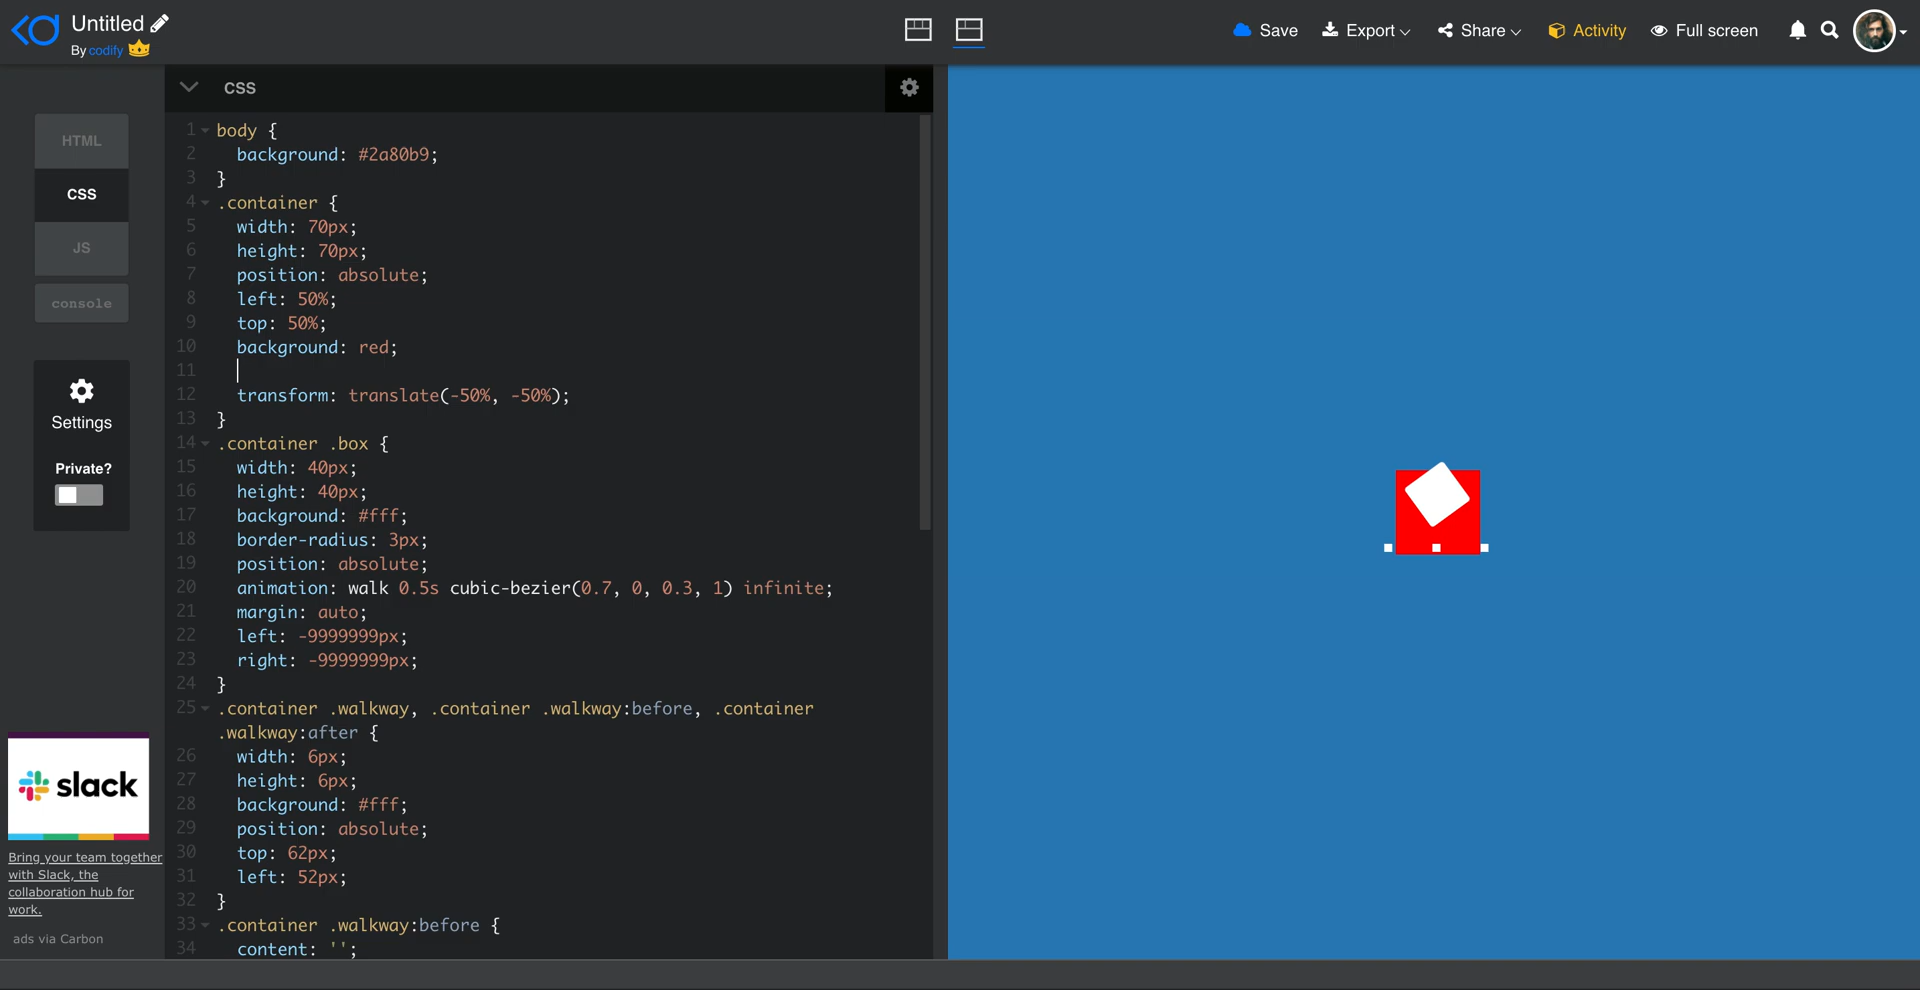 Untitled
By codify
Save
Export
Share
Activity
Full screen
HTML
CSS
JS
console
Settings
Private?
slack
Bring your team together
with Slack, the
collaboration hub for
work.
ads via Carbon
CSS
1 body {
2 background: #2a80b9;
3 }
4 .container {
5 width: 70px;
6 height: 70px;
7 position: absolute;
8 left: 50%;
9 top: 50%;
10 background: red;
11
12 transform: translate(-50%, -50%);
13 }
14 .container .box {
15 width: 40px;
16 height: 40px;
17 background: #fff;
18 border-radius: 3px;
19 position: absolute;
20 animation: walk 0.5s cubic-bezier(0.7, 0, 0.3, 1) infinite;
21 margin: auto;
22 left: -9999999px;
23 right: -9999999px;
24 }
25 .container .walkway, .container .walkway:before, .container
.walkway:after {
26 width: 6px;
27 height: 6px;
28 background: #fff;
29 position: absolute;
30 top: 62px;
31 left: 52px;
32 }
33 .container .walkway:before {
34 content: '';